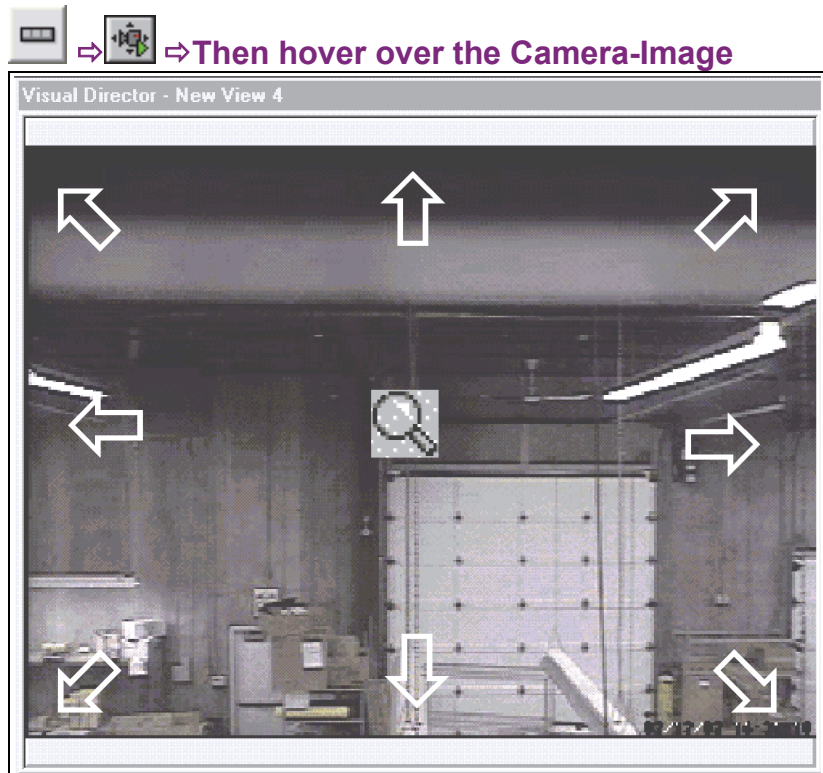 ⇨ ⇨Then hover over the Camera-Image
Visual Director - New View 4